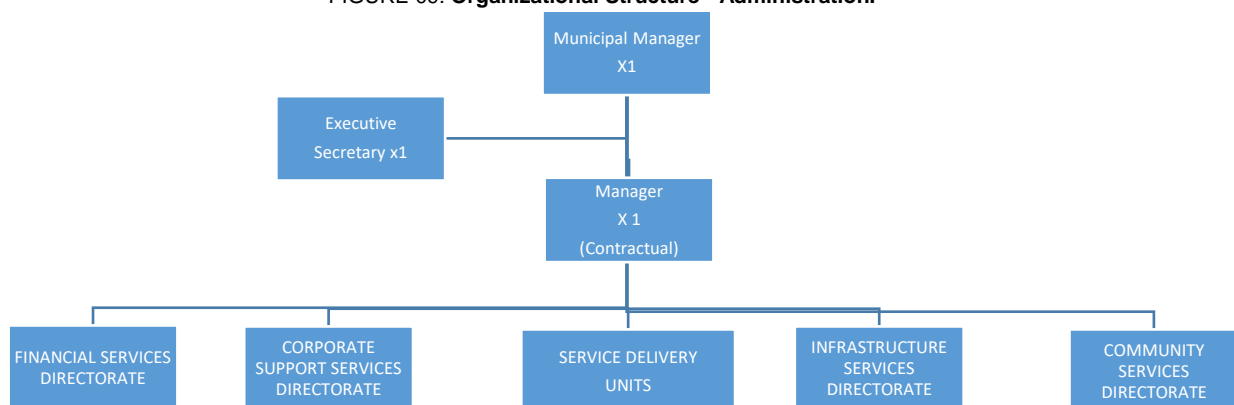 Municipal Manager
X1
Executive
Secretary x1
Manager
X 1
(Contractual)
FINANCIAL SERVICES
DIRECTORATE
CORPORATE
SUPPORT SERVICES
DIRECTORATE
SERVICE DELIVERY
UNITS
INFRASTRUCTURE
SERVICES
DIRECTORATE
COMMUNITY
SERVICES
DIRECTORATE